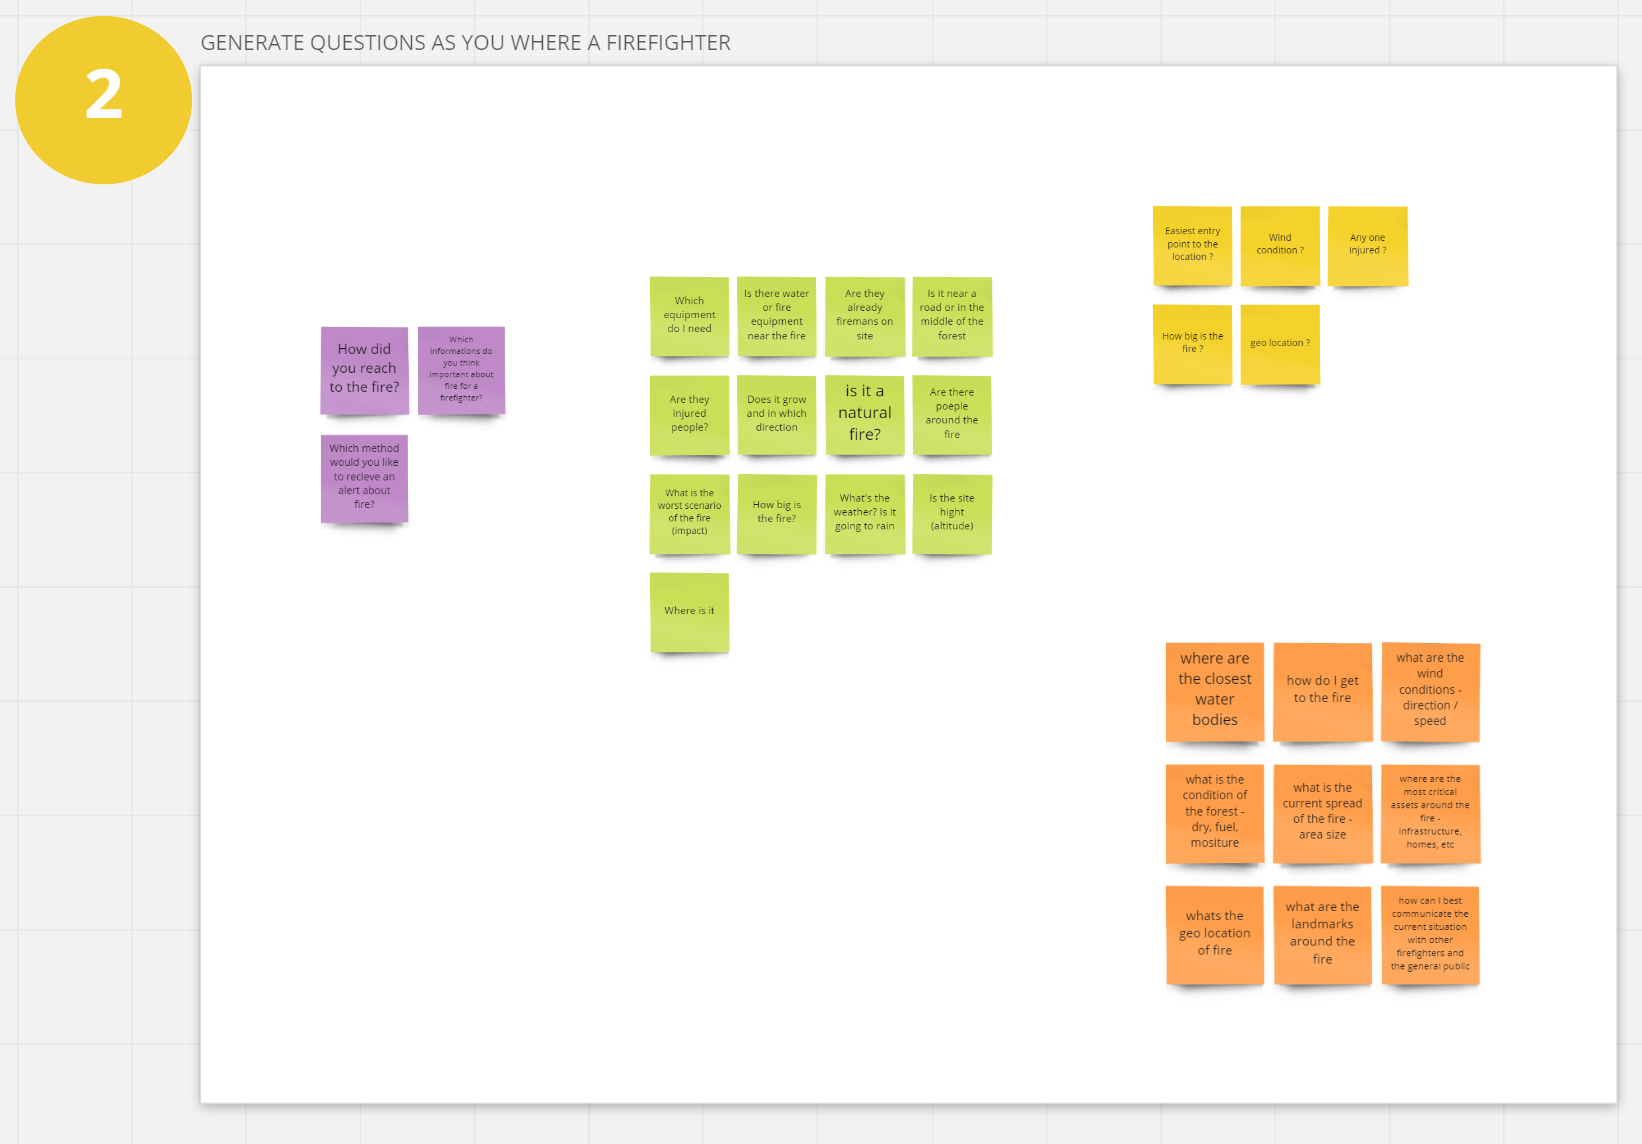 2
GENERATE QUESTIONS AS YOU WHERE A FIREFIGHTER
How did
you reach
to the fire?
Which
informations do
you think
important about
fire for a
firefighter?
Which method
would you like
to recieve an
alert about
fire?
Which
equipment
do I need
Is there water
or fire
equipment
near the fire
Are they
already
firemans on
site
Is it near a
road or in the
middle of the
forest
Are they
injured
people?
Does it grow
and in which
direction
is it a
natural
fire?
Are there
poeple
around the
fire
What is the
worst scenario
of the fire
(impact)
How big is
the fire?
What's the
weather? Is it
going to rain
Is the site
hight
(altitude)
Where is it
Easiest entry
point to the
location ?
Wind
condition ?
Any one
injured ?
How big is the
fire ?
geo location ?
where are
the closest
water
bodies
how do I get
to the fire
what are the
wind
conditions -
direction /
speed
what is the
condition of
the forest -
dry, fuel,
mositure
what is the
current spread
of the fire -
area size
where are the
most critical
assets around the
fire -
infrastructure,
homes, etc
whats the
geo location
of fire
what are the
landmarks
around the
fire
how can I best
communicate the
current situation
with other
firefighters and
the general public